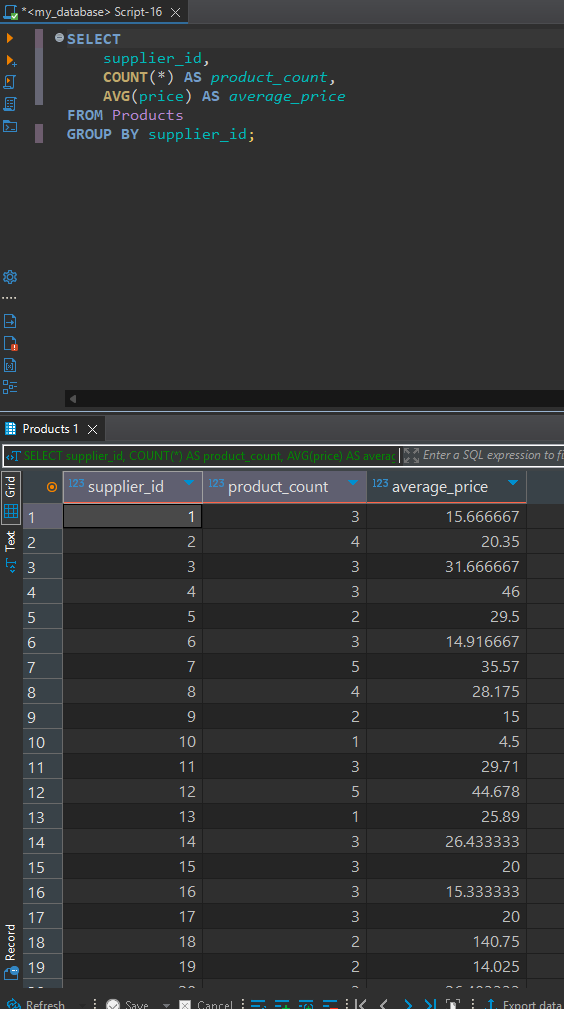 *<my_database> Script-16
SELECT
supplier_id,
COUNT(*) AS product_count,
AVG(price) AS average_price
FROM Products
GROUP BY supplier_id;
Products 1
SELECT supplier_id, COUNT(*) AS product_count, AVG(price) AS averag
Enter a SQL expression to fi
Grid
Text
Record
123 supplier_id 123 product_count 123 average_price
1 1 3 15.666667
2 2 4 20.35
3 3 3 31.666667
4 4 3 46
5 5 2 29.5
6 6 3 14.916667
7 7 5 35.57
8 8 4 28.175
9 9 2 15
10 10 1 4.5
11 11 3 29.71
12 12 5 44.678
13 13 1 25.89
14 14 3 26.433333
15 15 3 20
16 16 3 15.333333
17 17 3 20
18 18 2 140.75
19 19 2 14.025
Refresh Save Cancel Export data